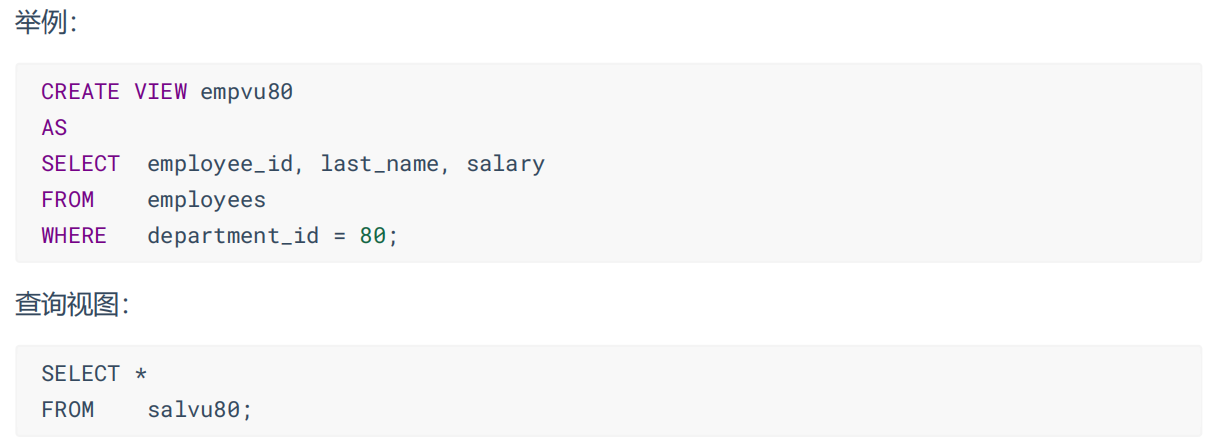 举例：
CREATE VIEW empvu80
AS
SELECT  employee_id, last_name, salary
FROM    employees
WHERE   department_id = 80;
查询视图：
SELECT *
FROM    salvu80;